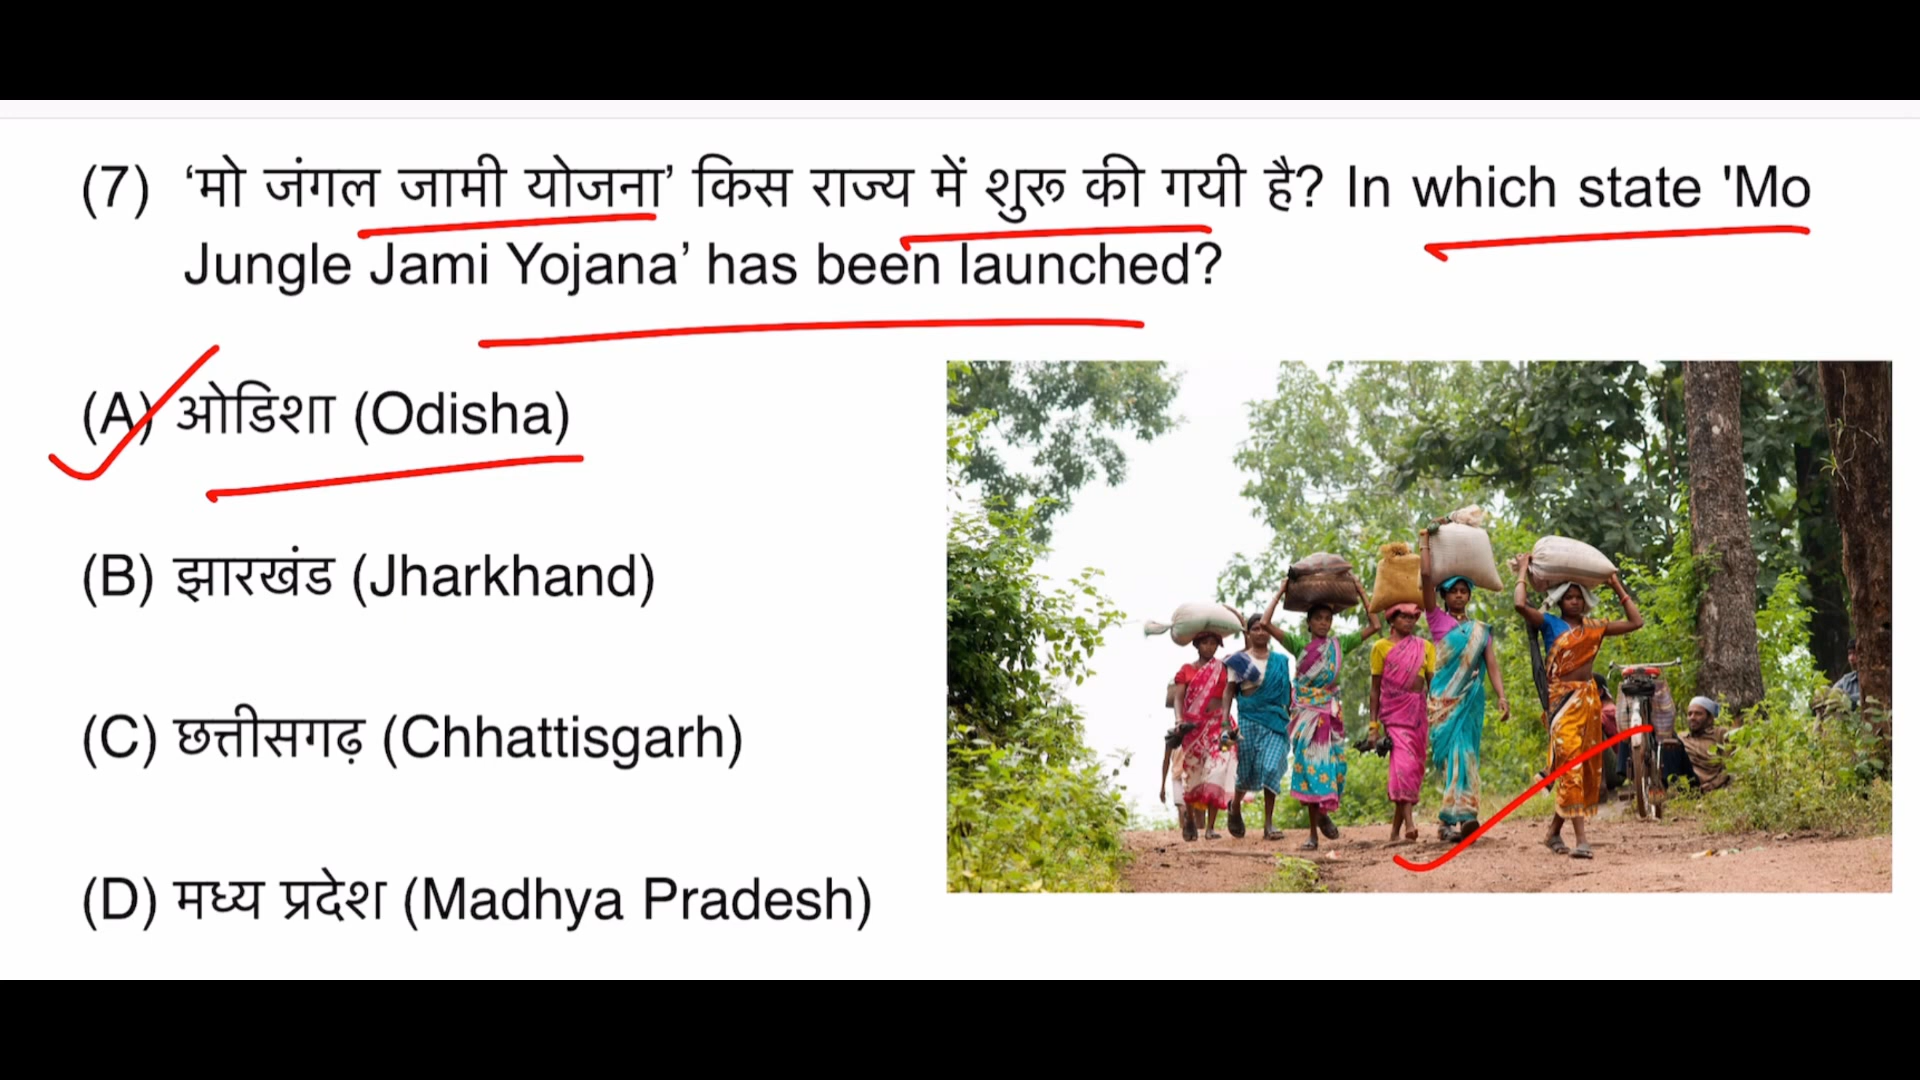 (7) ‘मो जंगल जामी योजना’ किस राज्य में शुरू की गयी है? In which state 'Mo
Jungle Jami Yojana’ has been launched?
(A) ओडिशा (Odisha)
(B) झारखंड (Jharkhand)
(C) छत्तीसगढ़ (Chhattisgarh)
(D) मध्य प्रदेश (Madhya Pradesh)